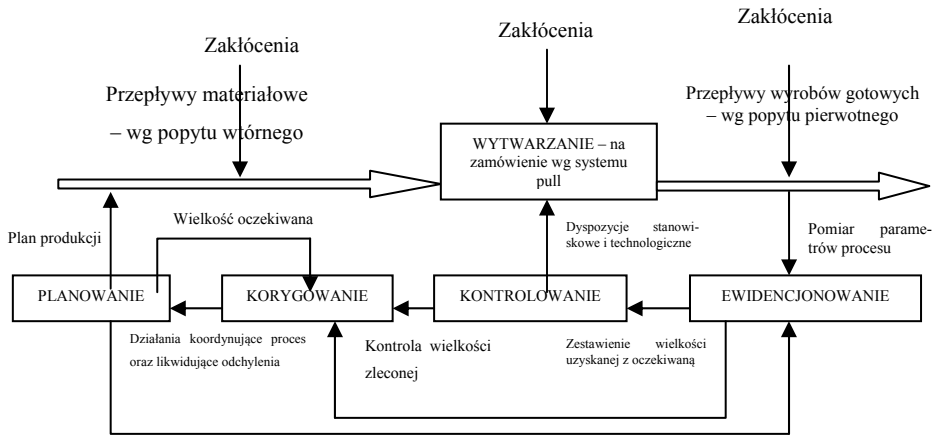 Zakłócenia
Zakłócenia
Zakłócenia
Przepływy materiałowe
– wg popytu wtórnego
Przepływy wyrobów gotowych
– wg popytu pierwotnego
WYTWARZANIE – na
zamówienie wg systemu
pull
Plan produkcji
Wielkość oczekiwana
Dyspozycje stanowi-
skowe i technologiczne
Pomiar parame-
trów procesu
PLANOWANIE
KORYGOWANIE
KONTROLOWANIE
EWIDENCJONOWANIE
Działania koordynujące proces
oraz likwidujące odchylenia
Kontrola wielkości
zleconej
Zestawienie wielkości
uzyskanej z oczekiwaną